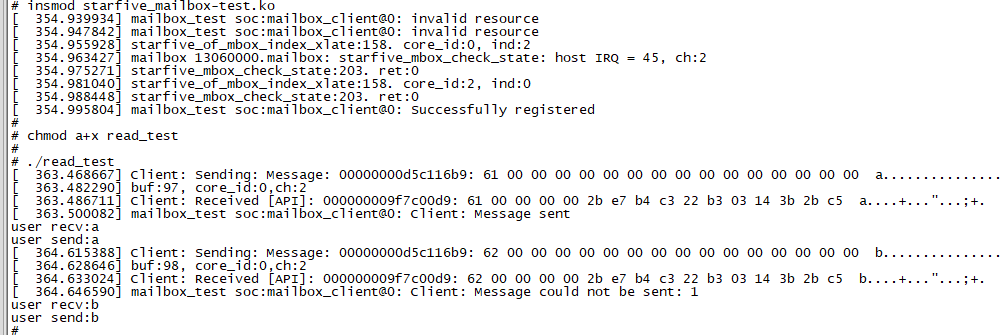 # insmod starfive_mailbox-test.ko
[  354.939934] mailbox_test soc:mailbox_client@0: invalid resource
[  354.947842] mailbox_test soc:mailbox_client@0: invalid resource
[  354.955928] starfive_of_mbox_index_xlate:158. core_id:0, ind:2
[  354.963427] mailbox 13060000.mailbox: starfive_mbox_check_state: host IRQ = 45, ch:2
[  354.975271] starfive_mbox_check_state:203. ret:0
[  354.981040] starfive_of_mbox_index_xlate:158. core_id:2, ind:0
[  354.988448] starfive_mbox_check_state:203. ret:0
[  354.995804] mailbox_test soc:mailbox_client@0: Successfully registered
#
# chmod a+x read_test
#
# ./read_test
[  363.468667] Client: Sending: Message: 00000000d5c116b9: 61 00 00 00 00 00 00 00 00 00 00 00 00 00 00 00  a...............
[  363.482290] buf:97, core_id:0,ch:2
[  363.486711] Client: Received [API]: 000000009f7c00d9: 61 00 00 00 00 2b e7 b4 c3 22 b3 03 14 3b 2b c5  a....+..."...;+.
[  363.500082] mailbox_test soc:mailbox_client@0: Client: Message sent
user recv:a
user send:a
[  364.615388] Client: Sending: Message: 00000000d5c116b9: 62 00 00 00 00 00 00 00 00 00 00 00 00 00 00 00  b...............
[  364.628646] buf:98, core_id:0,ch:2
[  364.633024] Client: Received [API]: 000000009f7c00d9: 62 00 00 00 00 2b e7 b4 c3 22 b3 03 14 3b 2b c5  b....+..."...;+.
[  364.646590] mailbox_test soc:mailbox_client@0: Client: Message could not be sent: 1
user recv:b
user send:b
#